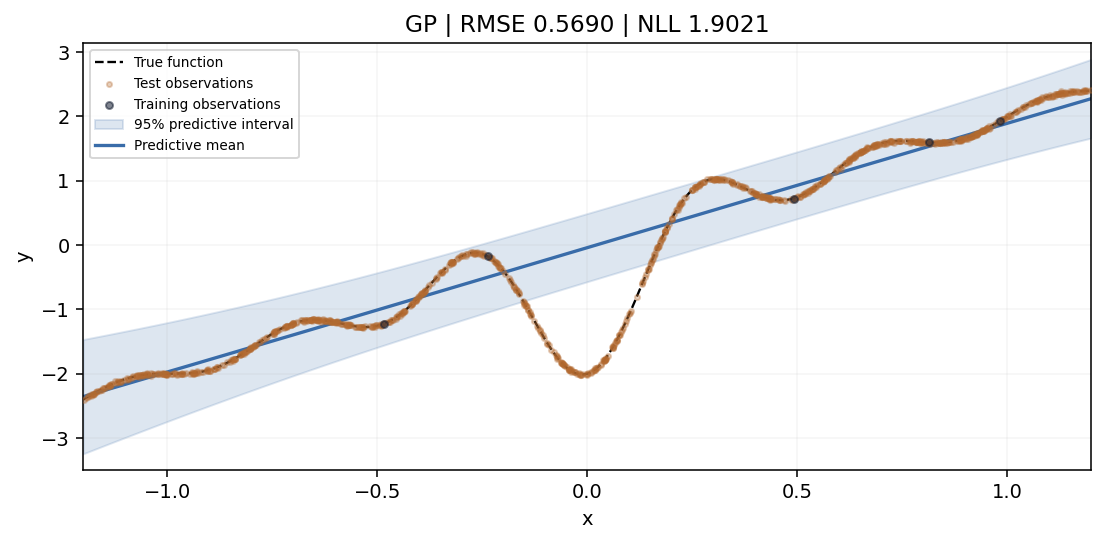 GP | RMSE 0.5690 | NLL 1.9021
True function
Test observations
Training observations
95% predictive interval
Predictive mean
y
3
2
1
0
−1
−2
−3
−1.0 −0.5 0.0 0.5 1.0
x